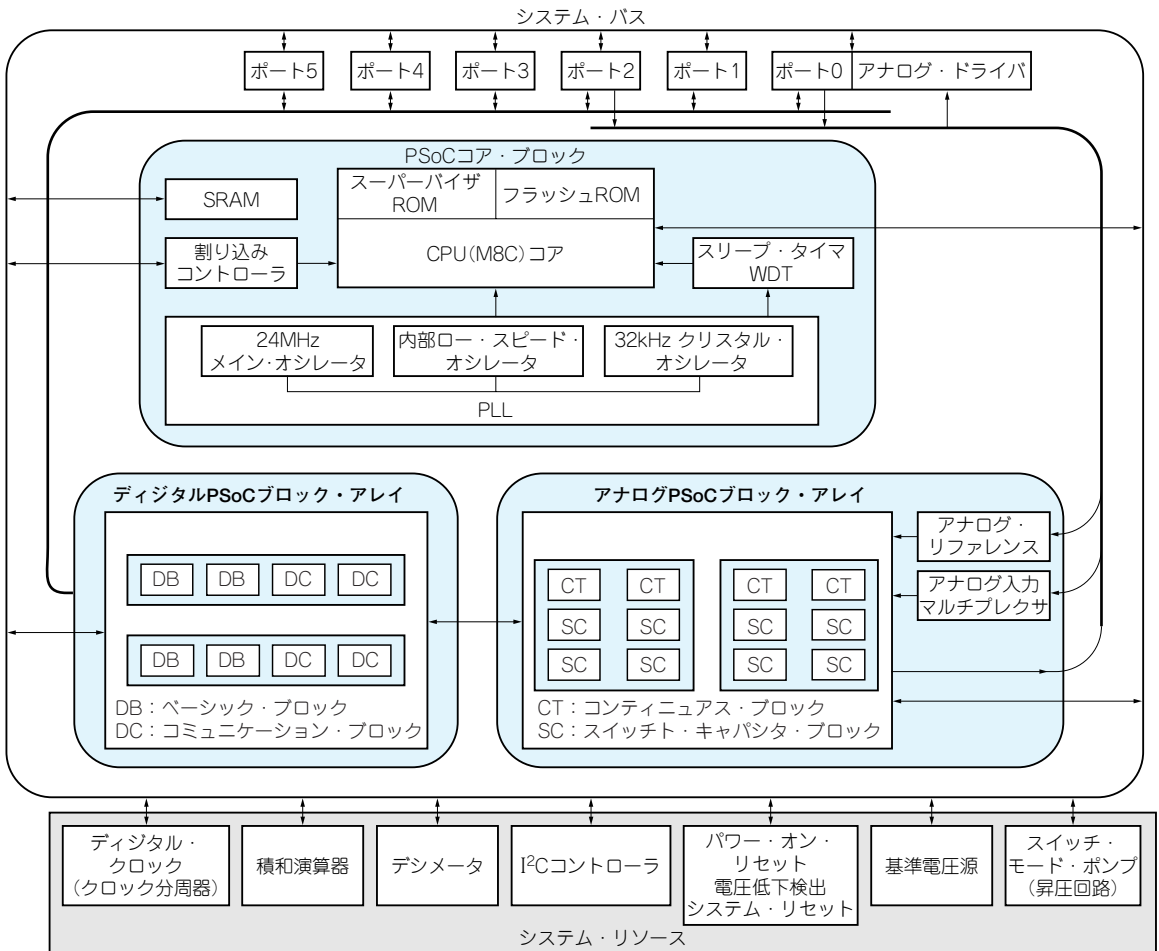 システム・バス
ポート5
ポート4
ポート3
ポート2
ポート1
ポート0
アナログ・ドライバ
PSoCコア・ブロック
SRAM
スーパーバイザ
ROM
フラッシュROM
割り込み
コントローラ
CPU(M8C)コア
スリープ・タイマ
WDT
24MHz
メイン・オシレータ
内部ロー・スピード・
オシレータ
32kHz クリスタル・
オシレータ
PLL
ディジタルPSoCブロック・アレイ
DB DB DC DC
DB DB DC DC
DB：ベーシック・ブロック
DC：コミュニケーション・ブロック
アナログPSoCブロック・アレイ
CT CT CT CT
SC SC SC SC
SC SC SC SC
CT：コンティニュアス・ブロック
SC：スイッチト・キャパシタ・ブロック
アナログ・
リファレンス
アナログ入力
マルチプレクサ
ディジタル・
クロック
(クロック分周器)
積和演算器
デシメータ
I²Cコントローラ
パワー・オン・
リセット
電圧低下検出
システム・リセット
基準電圧源
スイッチ・
モード・ポンプ
(昇圧回路)
システム・リソース